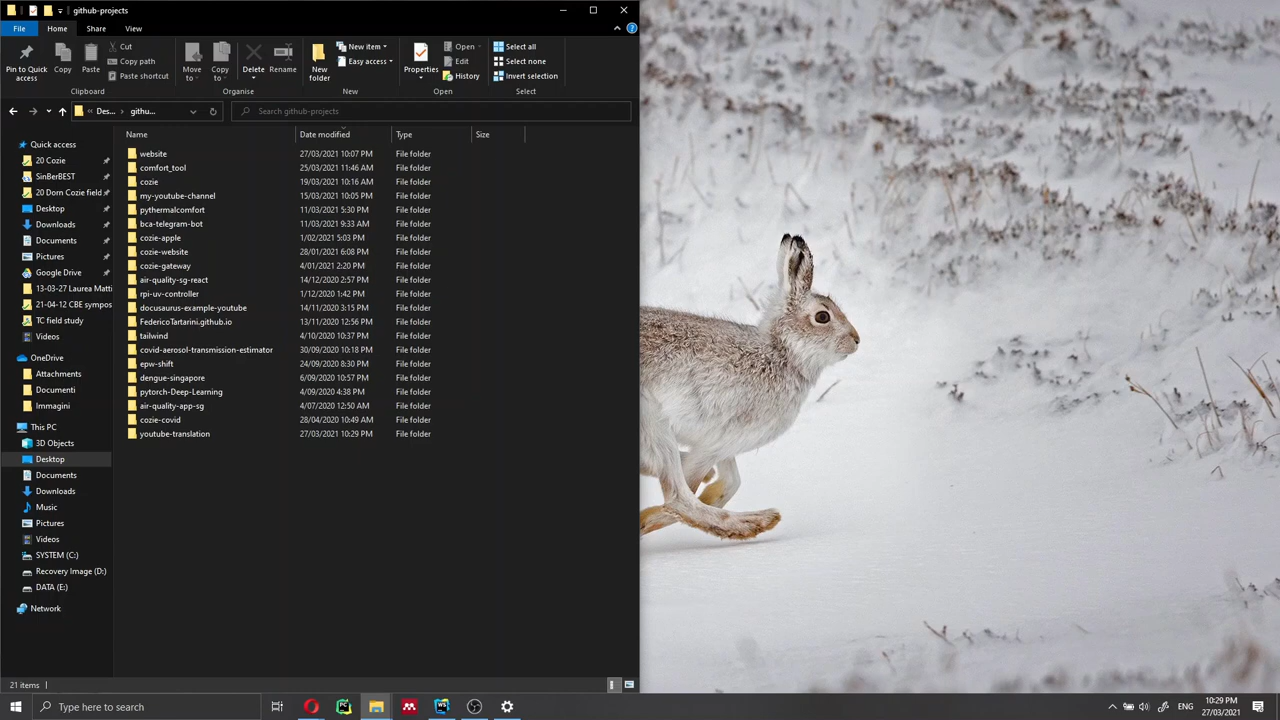 github-projects
File
Home
Share
View
Pin to Quick access
Copy
Paste
Cut
Copy path
Paste shortcut
Clipboard
Move to
Copy to
Delete
Rename
Organise
New folder
New item
Easy access
New
Properties
Open
Edit
History
Open
Select all
Select none
Invert selection
Select
« Des...
githu...
Search github-projects
Name Date modified Type Size
Quick access
20 Cozie
SinBerBEST
20 Dorn Cozie field
Desktop
Downloads
Documents
Pictures
Google Drive
13-03-27 Laurea Matti
21-04-12 CBE sympos
TC field study
Videos
OneDrive
Attachments
Documenti
Immagini
This PC
3D Objects
Desktop
Documents
Downloads
Music
Pictures
Videos
SYSTEM (C:)
Recovery Image (D:)
DATA (E:)
Network
website 27/03/2021 10:07 PM File folder
comfort_tool 25/03/2021 11:46 AM File folder
cozie 19/03/2021 10:16 AM File folder
my-youtube-channel 15/03/2021 10:05 PM File folder
pythermalcomfort 11/03/2021 5:30 PM File folder
bca-telegram-bot 11/03/2021 9:33 AM File folder
cozie-apple 1/02/2021 5:03 PM File folder
cozie-website 28/01/2021 6:08 PM File folder
cozie-gateway 4/01/2021 2:20 PM File folder
air-quality-sg-react 14/12/2020 2:57 PM File folder
rpi-uv-controller 1/12/2020 1:42 PM File folder
docusaurus-example-youtube 14/11/2020 3:15 PM File folder
FedericoTartarini.github.io 13/11/2020 12:56 PM File folder
tailwind 4/10/2020 10:37 PM File folder
covid-aerosol-transmission-estimator 30/09/2020 10:18 PM File folder
epw-shift 24/09/2020 8:30 PM File folder
dengue-singapore 6/09/2020 10:57 PM File folder
pytorch-Deep-Learning 4/09/2020 4:38 PM File folder
air-quality-app-sg 4/07/2020 12:50 AM File folder
cozie-covid 28/04/2020 10:49 AM File folder
youtube-translation 27/03/2021 10:29 PM File folder
21 items
Type here to search
PC
WS
ENG
10:29 PM
27/03/2021